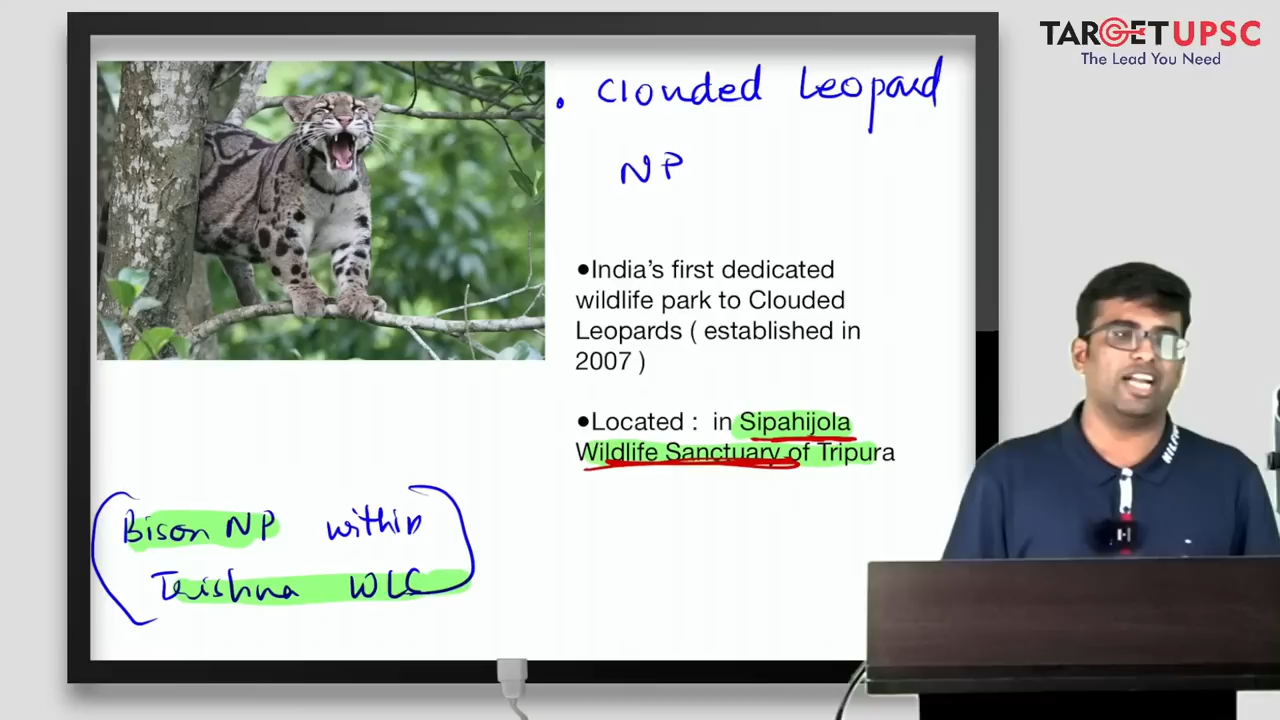 TARGETUPSC
The Lead You Need
• Clouded Leopard
NP
●India’s first dedicated
wildlife park to Clouded
Leopards ( established in
2007 )
●Located : in Sipahijola
Wildlife Sanctuary of Tripura
Bison NP within
Trishna WLS
H